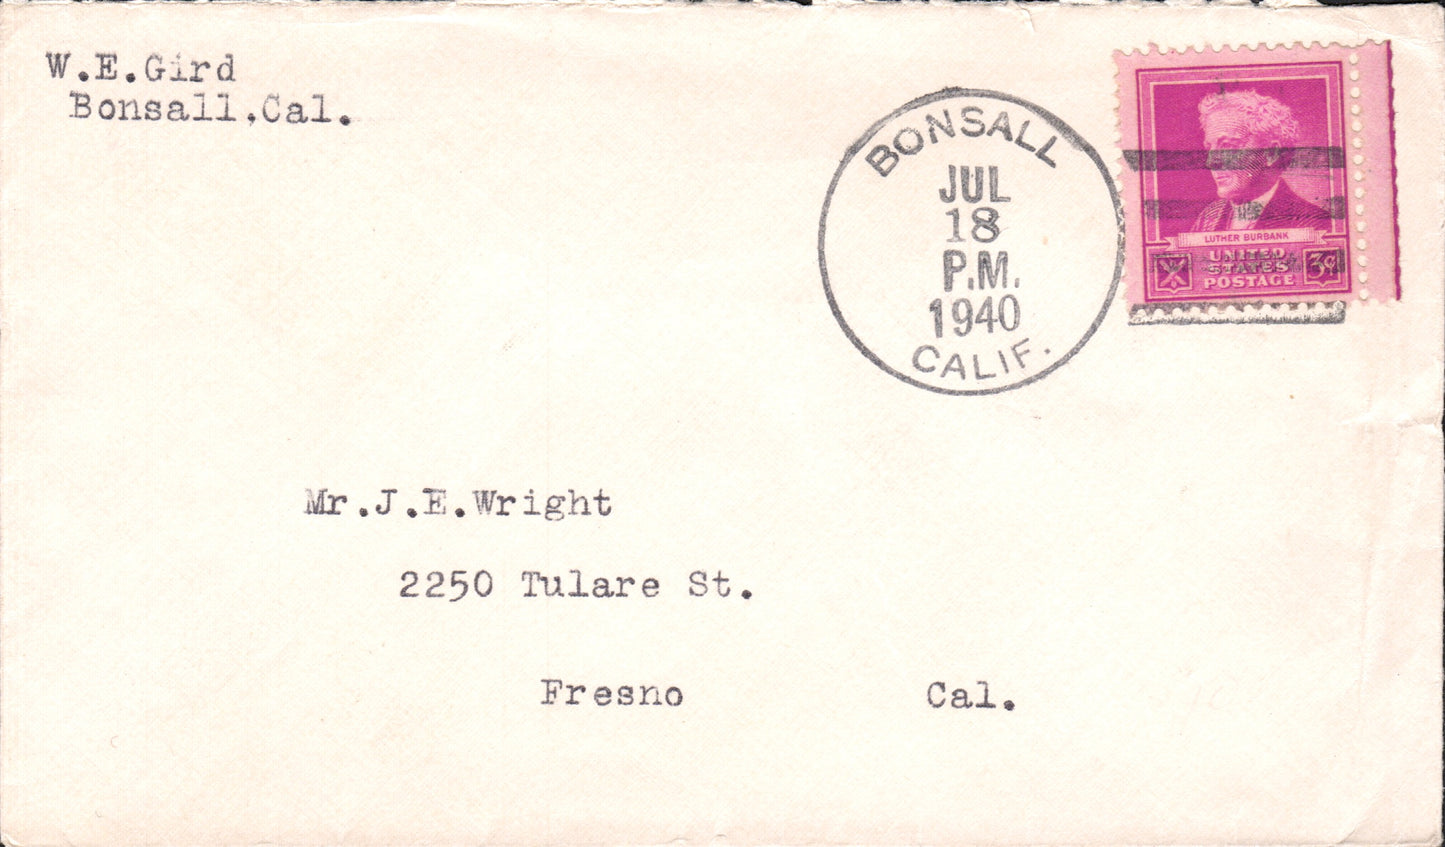 W.E.Gird
Bonsall,Cal.
BONSALL
JUL
18
P.M.
1940
CALIF.
LUTHER BURBANK
UNITED
STATES
POSTAGE
3¢
Mr.J.E.Wright
2250 Tulare St.
Fresno Cal.